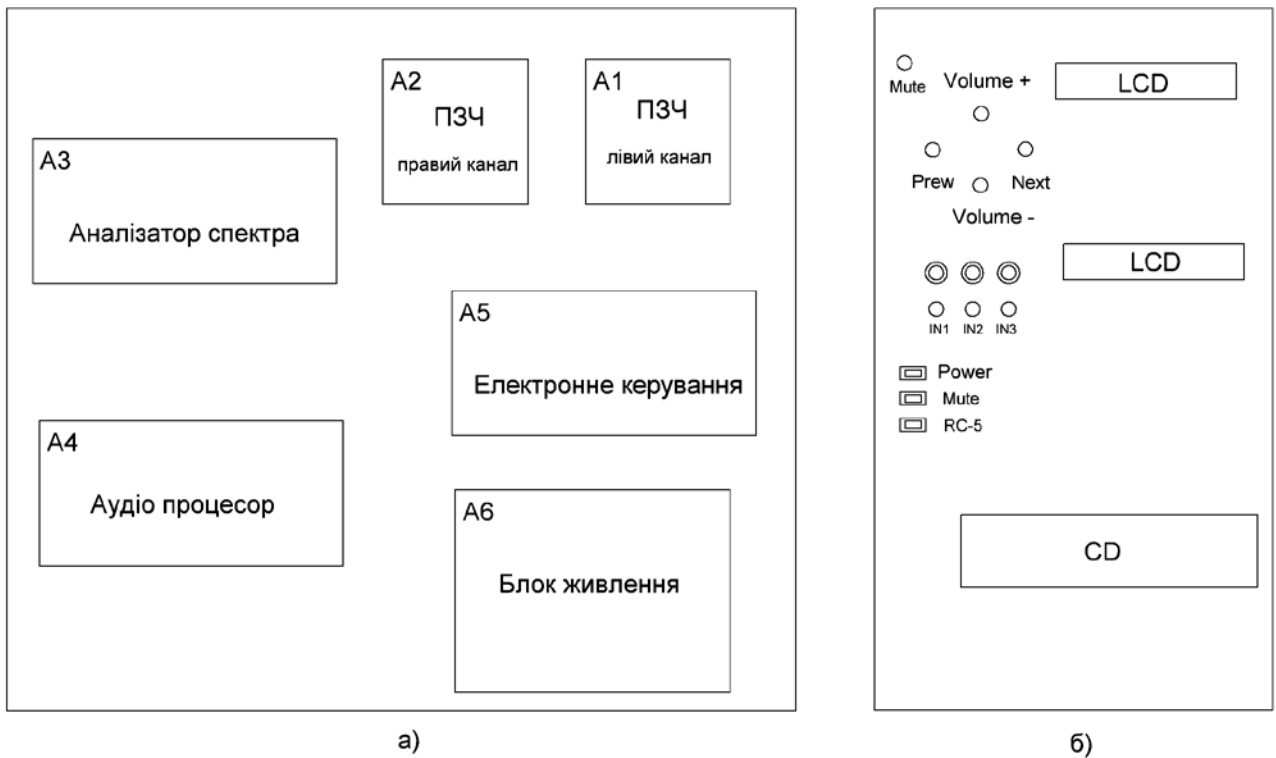 A2
ПЗЧ
правий канал
A1
ПЗЧ
лівий канал
A3
Аналізатор спектра
A5
Електронне керування
A4
Аудіо процесор
A6
Блок живлення
а)
Mute
Volume +
LCD
Prew
Next
Volume -
LCD
IN1 IN2 IN3
Power
Mute
RC-5
CD
б)